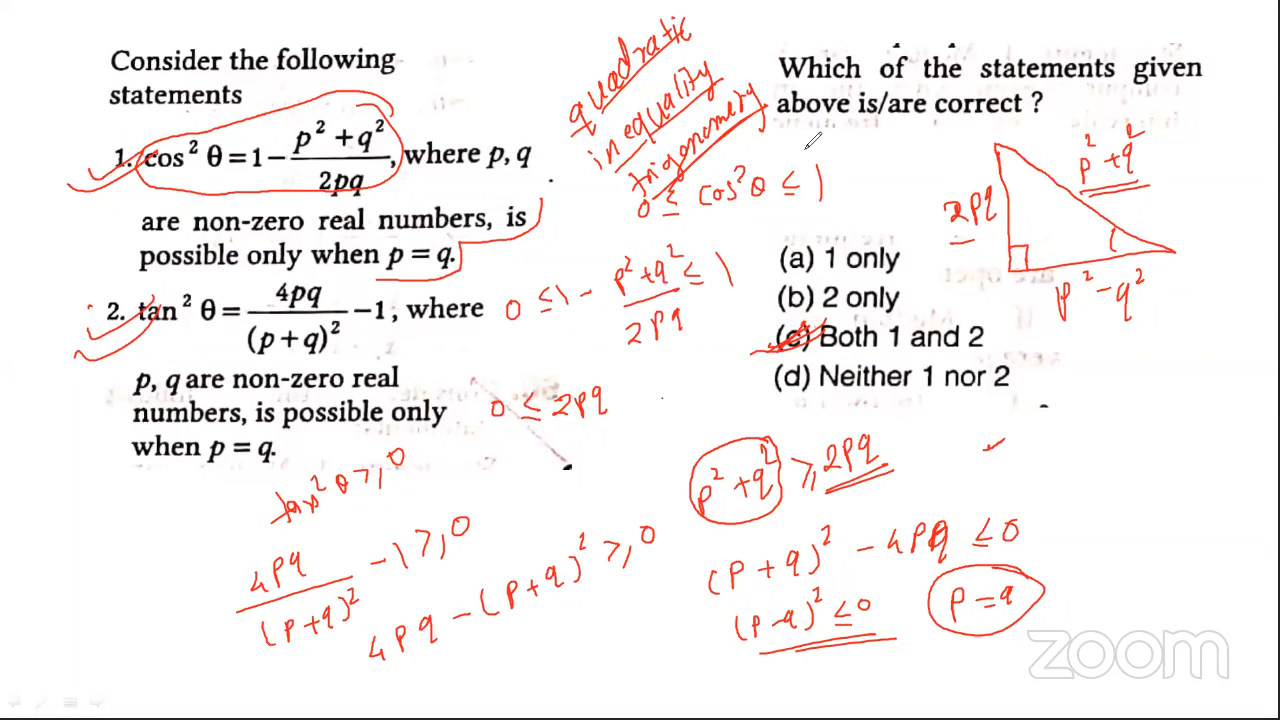 Consider the following
statements
1. cos² θ = 1 − (p² + q²)/2pq, where p, q
are non-zero real numbers, is
possible only when p = q.
2. tan² θ = 4pq/(p + q)² − 1, where
p, q are non-zero real
numbers, is possible only
when p = q.
tan² θ ≥ 0
4pq/(p+q)² − 1 ≥ 0
4pq − (p+q)² ≥ 0
quadratic
inequality
trigenometry
0 ≤ cos² θ ≤ 1
0 ≤ 1 − p² + q²/2pq ≤ 1
0 ≤ 2pq
Which of the statements given
above is/are correct ?
p² + q²
2pq
p² − q²
(a) 1 only
(b) 2 only
(c) Both 1 and 2
(d) Neither 1 nor 2
p² + q² ≥ 2pq
(p + q)² − 4pq ≤ 0
(p − q)² ≤ 0
p = q
zoom